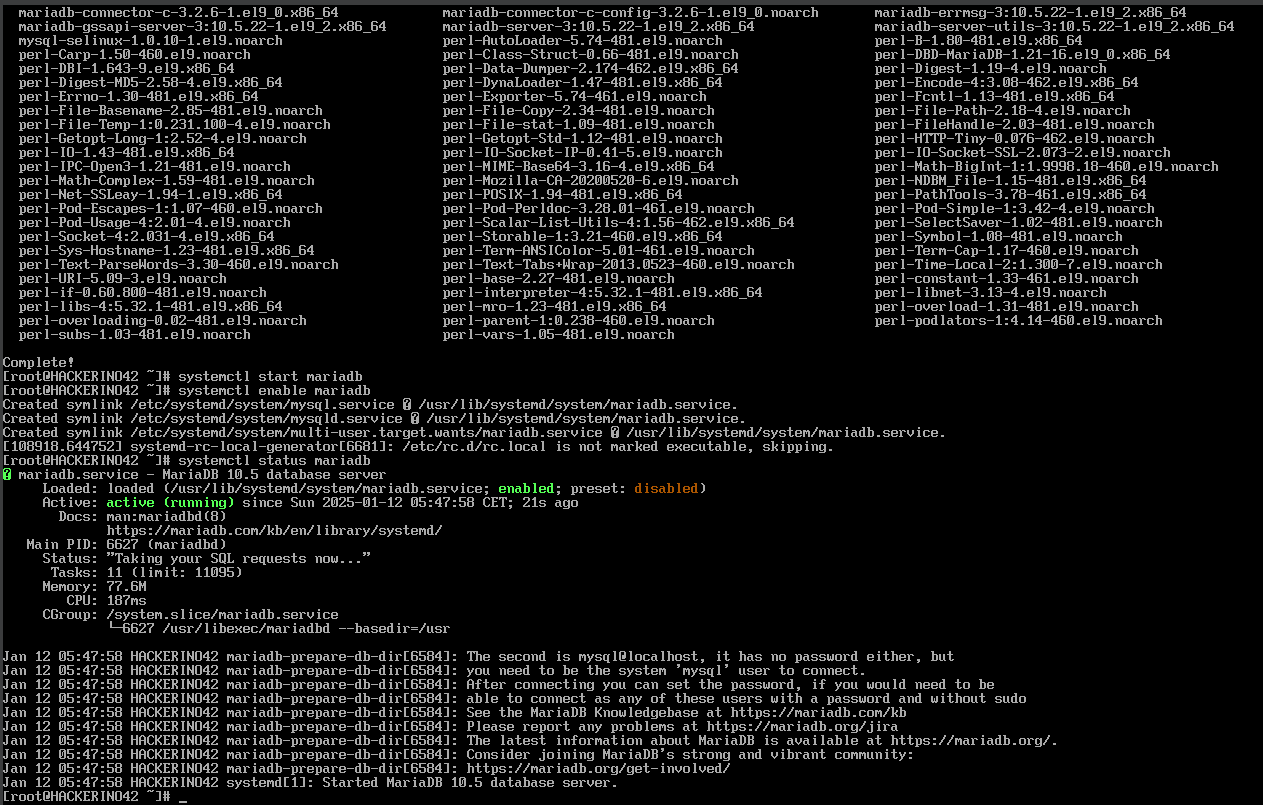 mariadb-connector-c-3.2.6-1.el9_0.x86_64 mariadb-connector-c-config-3.2.6-1.el9_0.noarch mariadb-errmsg-3:10.5.22-1.el9_2.x86_64
mariadb-gssapi-server-3:10.5.22-1.el9_2.x86_64 mariadb-server-3:10.5.22-1.el9_2.x86_64 mariadb-server-utils-3:10.5.22-1.el9_2.x86_64
mysql-selinux-1.0.10-1.el9.noarch perl-AutoLoader-5.74-481.el9.noarch perl-B-1.80-481.el9.x86_64
perl-Carp-1.50-460.el9.noarch perl-Class-Struct-0.66-481.el9.noarch perl-DBD-MariaDB-1.21-16.el9_0.x86_64
perl-DBI-1.643-9.el9.x86_64 perl-Data-Dumper-2.174-462.el9.x86_64 perl-Digest-1.19-4.el9.noarch
perl-Digest-MD5-2.58-4.el9.x86_64 perl-DynaLoader-1.47-481.el9.x86_64 perl-Encode-4:3.08-462.el9.x86_64
perl-Errno-1.30-481.el9.x86_64 perl-Exporter-5.74-461.el9.noarch perl-Fcntl-1.13-481.el9.x86_64
perl-File-Basename-2.85-481.el9.noarch perl-File-Copy-2.34-481.el9.noarch perl-File-Path-2.18-4.el9.noarch
perl-File-Temp-1:0.231.100-4.el9.noarch perl-File-stat-1.09-481.el9.noarch perl-FileHandle-2.03-481.el9.noarch
perl-Getopt-Long-1:2.52-4.el9.noarch perl-Getopt-Std-1.12-481.el9.noarch perl-HTTP-Tiny-0.076-462.el9.noarch
perl-IO-1.43-481.el9.x86_64 perl-IO-Socket-IP-0.41-5.el9.noarch perl-IO-Socket-SSL-2.073-2.el9.noarch
perl-IPC-Open3-1.21-481.el9.noarch perl-MIME-Base64-3.16-4.el9.x86_64 perl-Math-BigInt-1:1.9998.18-460.el9.noarch
perl-Math-Complex-1.59-481.el9.noarch perl-Mozilla-CA-20200520-6.el9.noarch perl-NDBM_File-1.15-481.el9.x86_64
perl-Net-SSLeay-1.94-1.el9.x86_64 perl-POSIX-1.94-481.el9.x86_64 perl-PathTools-3.78-461.el9.x86_64
perl-Pod-Escapes-1:1.07-460.el9.noarch perl-Pod-Perldoc-3.28.01-461.el9.noarch perl-Pod-Simple-1:3.42-4.el9.noarch
perl-Pod-Usage-4:2.01-4.el9.noarch perl-Scalar-List-Utils-4:1.56-462.el9.x86_64 perl-SelectSaver-1.02-481.el9.noarch
perl-Socket-4:2.031-4.el9.x86_64 perl-Storable-1:3.21-460.el9.x86_64 perl-Symbol-1.08-481.el9.noarch
perl-Sys-Hostname-1.23-481.el9.x86_64 perl-Term-ANSIColor-5.01-461.el9.noarch perl-Term-Cap-1.17-460.el9.noarch
perl-Text-ParseWords-3.30-460.el9.noarch perl-Text-Tabs+Wrap-2013.0523-460.el9.noarch perl-Time-Local-2:1.300-7.el9.noarch
perl-URI-5.09-3.el9.noarch perl-base-2.27-481.el9.noarch perl-constant-1.33-461.el9.noarch
perl-if-0.60.800-481.el9.noarch perl-interpreter-4:5.32.1-481.el9.x86_64 perl-libnet-3.13-4.el9.noarch
perl-libs-4:5.32.1-481.el9.x86_64 perl-mro-1.23-481.el9.x86_64 perl-overload-1.31-481.el9.noarch
perl-overloading-0.02-481.el9.noarch perl-parent-1:0.238-460.el9.noarch perl-podlators-1:4.14-460.el9.noarch
perl-subs-1.03-481.el9.noarch perl-vars-1.05-481.el9.noarch
Complete!
[root@HACKERINO42 ~]# systemctl start mariadb
[root@HACKERINO42 ~]# systemctl enable mariadb
Created symlink /etc/systemd/system/mysql.service � /usr/lib/systemd/system/mariadb.service.
Created symlink /etc/systemd/system/mysqld.service � /usr/lib/systemd/system/mariadb.service.
Created symlink /etc/systemd/system/multi-user.target.wants/mariadb.service � /usr/lib/systemd/system/mariadb.service.
[108918.644752] systemd-rc-local-generator[6681]: /etc/rc.d/rc.local is not marked executable, skipping.
[root@HACKERINO42 ~]# systemctl status mariadb
� mariadb.service - MariaDB 10.5 database server
Loaded: loaded (/usr/lib/systemd/system/mariadb.service; enabled; preset: disabled)
Active: active (running) since Sun 2025-01-12 05:47:58 CET; 21s ago
Docs: man:mariadbd(8)
https://mariadb.com/kb/en/library/systemd/
Main PID: 6627 (mariadbd)
Status: "Taking your SQL requests now..."
Tasks: 11 (limit: 11095)
Memory: 77.6M
CPU: 187ms
CGroup: /system.slice/mariadb.service
└─6627 /usr/libexec/mariadbd --basedir=/usr
Jan 12 05:47:58 HACKERINO42 mariadb-prepare-db-dir[6584]: The second is mysql@localhost, it has no password either, but
Jan 12 05:47:58 HACKERINO42 mariadb-prepare-db-dir[6584]: you need to be the system 'mysql' user to connect.
Jan 12 05:47:58 HACKERINO42 mariadb-prepare-db-dir[6584]: After connecting you can set the password, if you would need to be
Jan 12 05:47:58 HACKERINO42 mariadb-prepare-db-dir[6584]: able to connect as any of these users with a password and without sudo
Jan 12 05:47:58 HACKERINO42 mariadb-prepare-db-dir[6584]: See the MariaDB Knowledgebase at https://mariadb.com/kb
Jan 12 05:47:58 HACKERINO42 mariadb-prepare-db-dir[6584]: Please report any problems at https://mariadb.org/jira
Jan 12 05:47:58 HACKERINO42 mariadb-prepare-db-dir[6584]: The latest information about MariaDB is available at https://mariadb.org/.
Jan 12 05:47:58 HACKERINO42 mariadb-prepare-db-dir[6584]: Consider joining MariaDB's strong and vibrant community:
Jan 12 05:47:58 HACKERINO42 mariadb-prepare-db-dir[6584]: https://mariadb.org/get-involved/
Jan 12 05:47:58 HACKERINO42 systemd[1]: Started MariaDB 10.5 database server.
[root@HACKERINO42 ~]# _